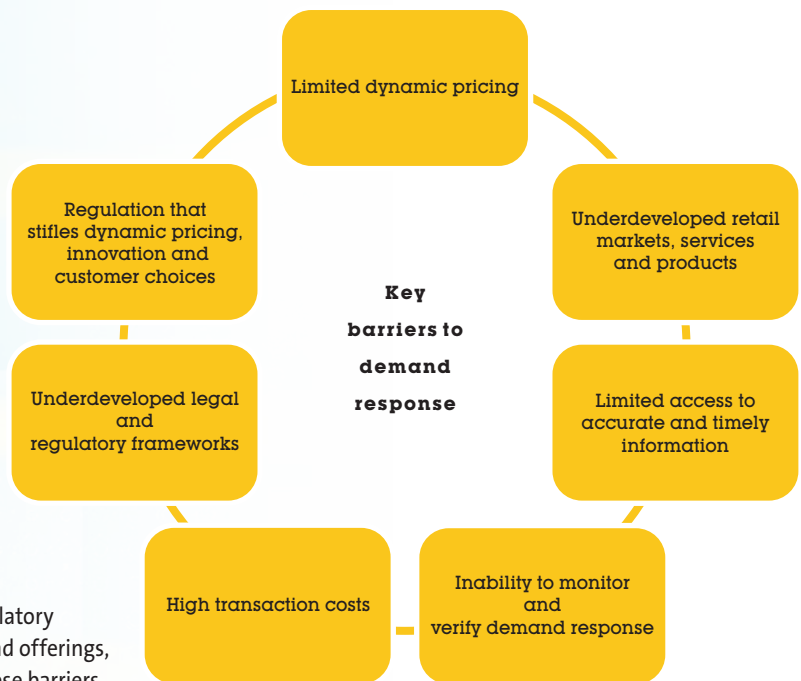 Limited dynamic pricing
Underdeveloped retail
markets, services
and products
Limited access to
accurate and timely
information
Inability to monitor
and
verify demand response
High transaction costs
Underdeveloped legal
and
regulatory frameworks
Regulation that
stifles dynamic pricing,
innovation and
customer choices
Key
barriers to
demand
response
offerings,
barriers